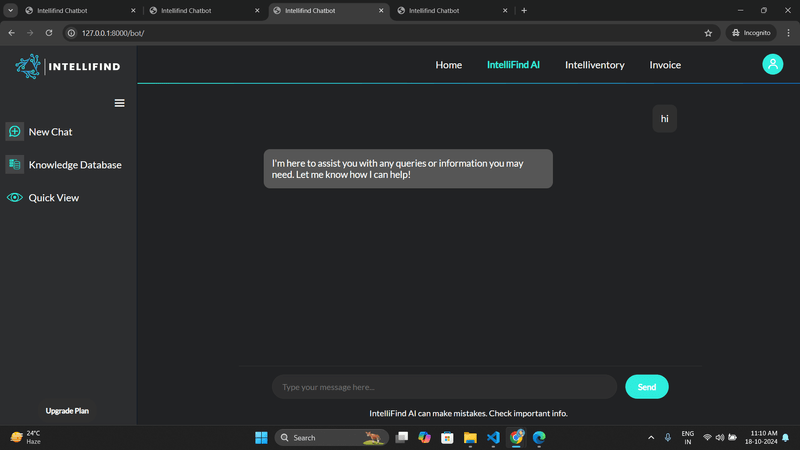 Intellifind Chatbot
Intellifind Chatbot
Intellifind Chatbot
Intellifind Chatbot
127.0.0.1:8000/bot/
Incognito
INTELLIFIND
Home
IntelliFind AI
Intelliventory
Invoice
New Chat
Knowledge Database
Quick View
hi
I'm here to assist you with any queries or information you may
need. Let me know how I can help!
Type your message here...
Send
IntelliFind AI can make mistakes. Check important info.
Upgrade Plan
24°C
Haze
Search
ENG
IN
11:10 AM
18-10-2024